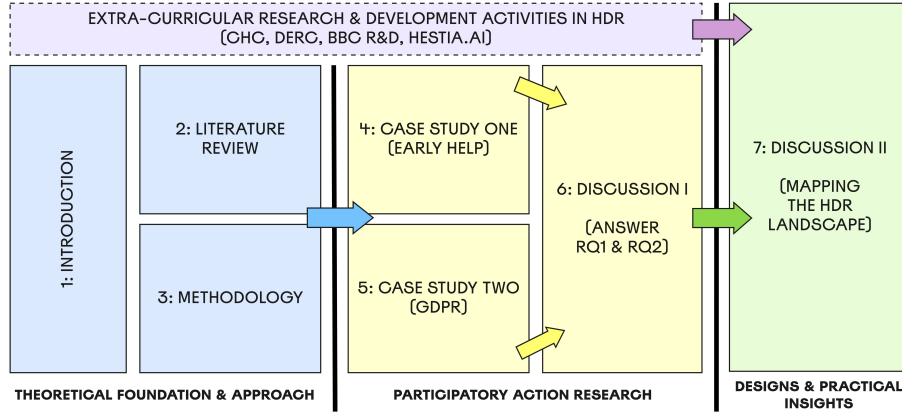 EXTRA-CURRICULAR RESEARCH & DEVELOPMENT ACTIVITIES IN HDR
(CHC, DERC, BBC R&D, HESTIA.AI)
1: INTRODUCTION
2: LITERATURE
REVIEW
3: METHODOLOGY
4: CASE STUDY ONE
(EARLY HELP)
5: CASE STUDY TWO
(GDPR)
6: DISCUSSION I
(ANSWER
RQ1 & RQ2)
7: DISCUSSION II
(MAPPING
THE HDR
LANDSCAPE)
THEORETICAL FOUNDATION & APPROACH
PARTICIPATORY ACTION RESEARCH
DESIGNS & PRACTICAL
INSIGHTS